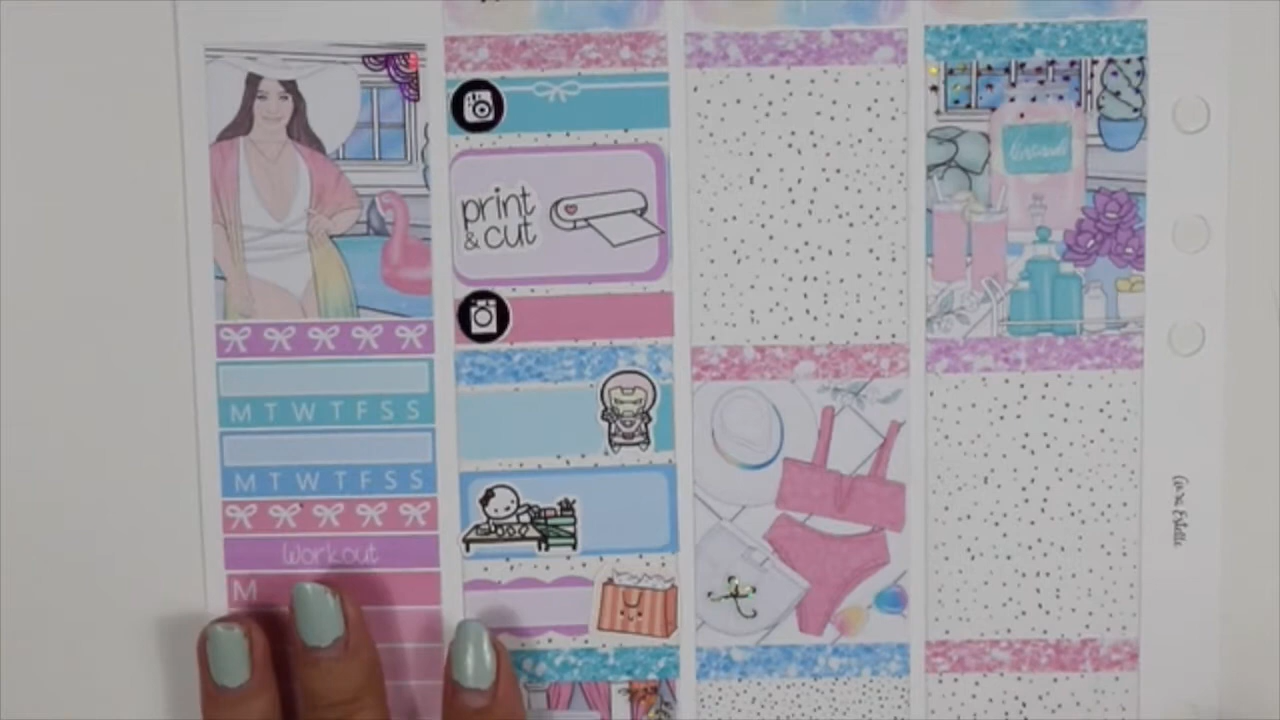 print
& cut
M T W T F S S
M T W T F S S
Workout
M